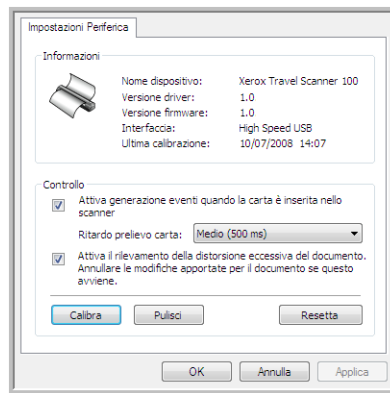 Impostazioni Periferica
Informazioni
Nome dispositivo: Xerox Travel Scanner 100
Versione driver: 1.0
Versione firmware: 1.0
Interfaccia: High Speed USB
Ultima calibrazione: 10/07/2008 14:07
Controllo
Attiva generazione eventi quando la carta è inserita nello
scanner
Ritardo prelievo carta: Medio (500 ms)
Attiva il rilevamento della distorsione eccessiva del documento.
Annullare le modifiche apportate per il documento se questo
avviene.
Calibra Pulisci Resetta
OK Annulla Applica